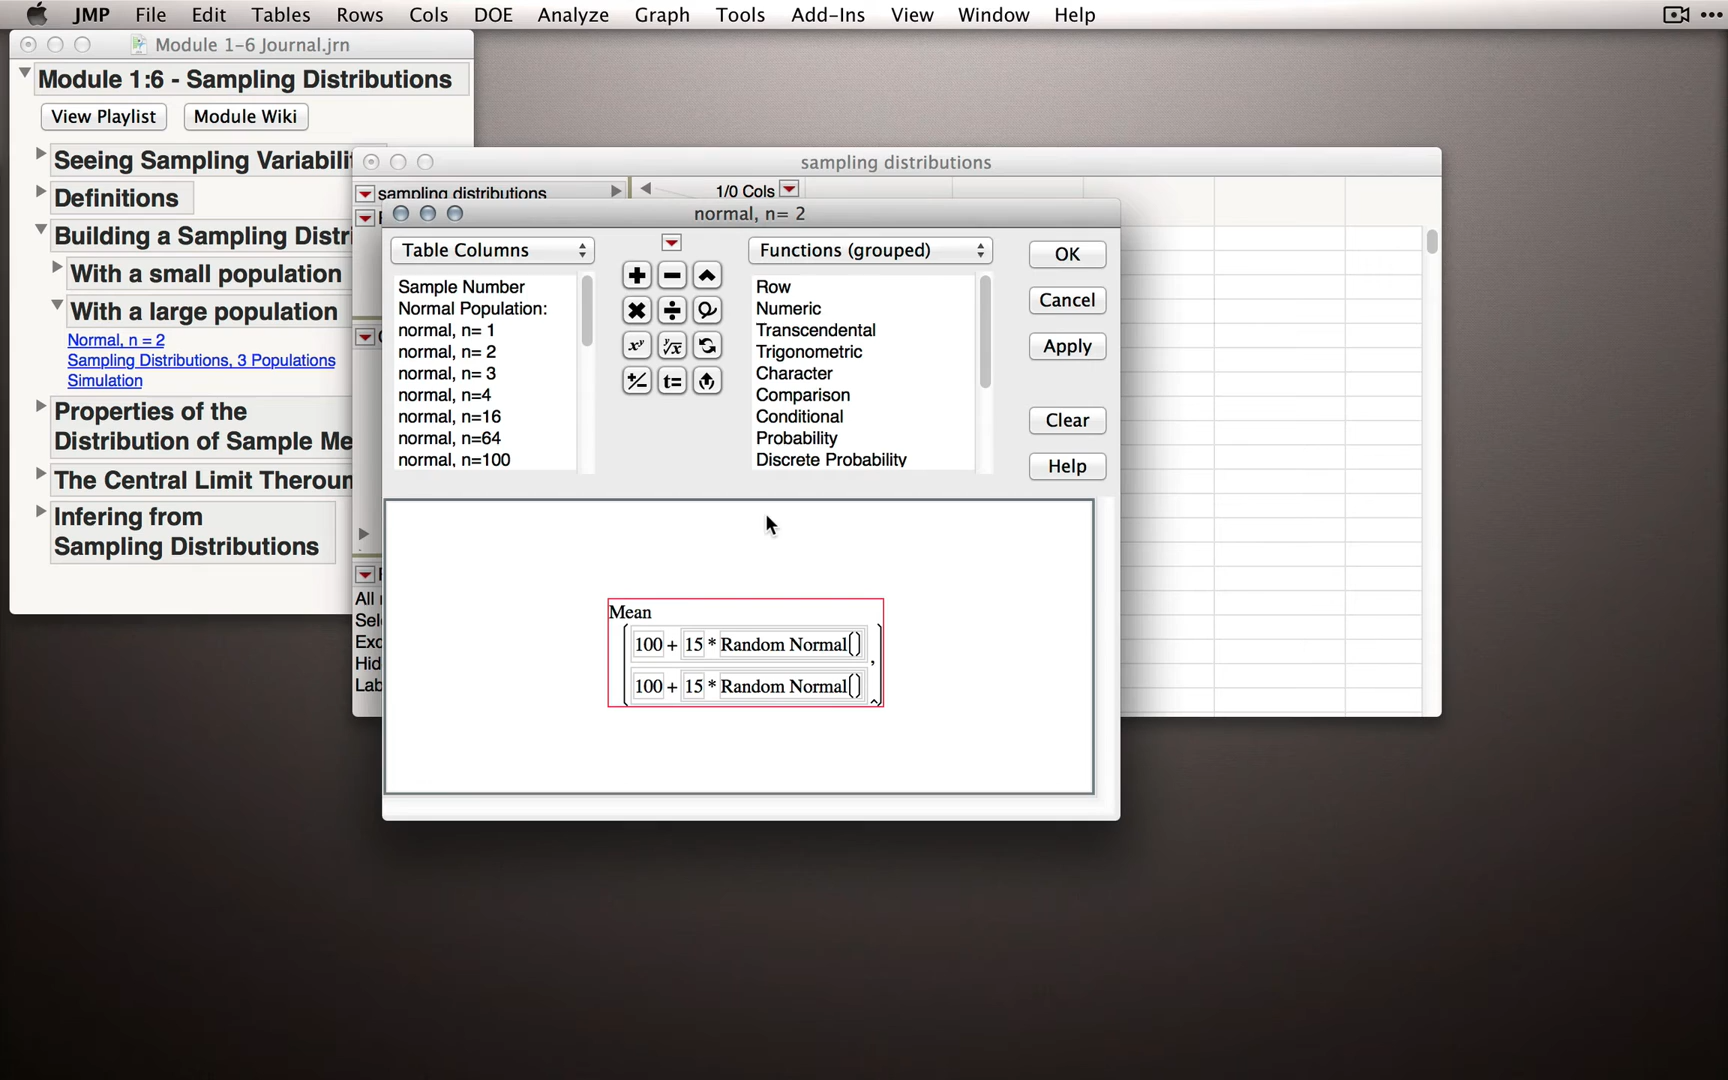 JMP File Edit Tables Rows Cols DOE Analyze Graph Tools Add-Ins View Window Help
Module 1-6 Journal.jrn
Module 1:6 - Sampling Distributions
View Playlist Module Wiki
Seeing Sampling Variabilit
Definitions
Building a Sampling Distri
With a small population
With a large population
Normal, n = 2
Sampling Distributions, 3 Populations
Simulation
Properties of the
Distribution of Sample Me
The Central Limit Theroun
Infering from
Sampling Distributions
sampling distributions
sampling distributions
1/0 Cols
All
Sele
Exc
Hid
Lab
normal, n= 2
Table Columns
Sample Number
Normal Population:
normal, n= 1
normal, n= 2
normal, n= 3
normal, n=4
normal, n=16
normal, n=64
normal, n=100
Functions (grouped)
Row
Numeric
Transcendental
Trigonometric
Character
Comparison
Conditional
Probability
Discrete Probability
OK
Cancel
Apply
Clear
Help
Mean
100 + 15 * Random Normal() ,
100 + 15 * Random Normal()